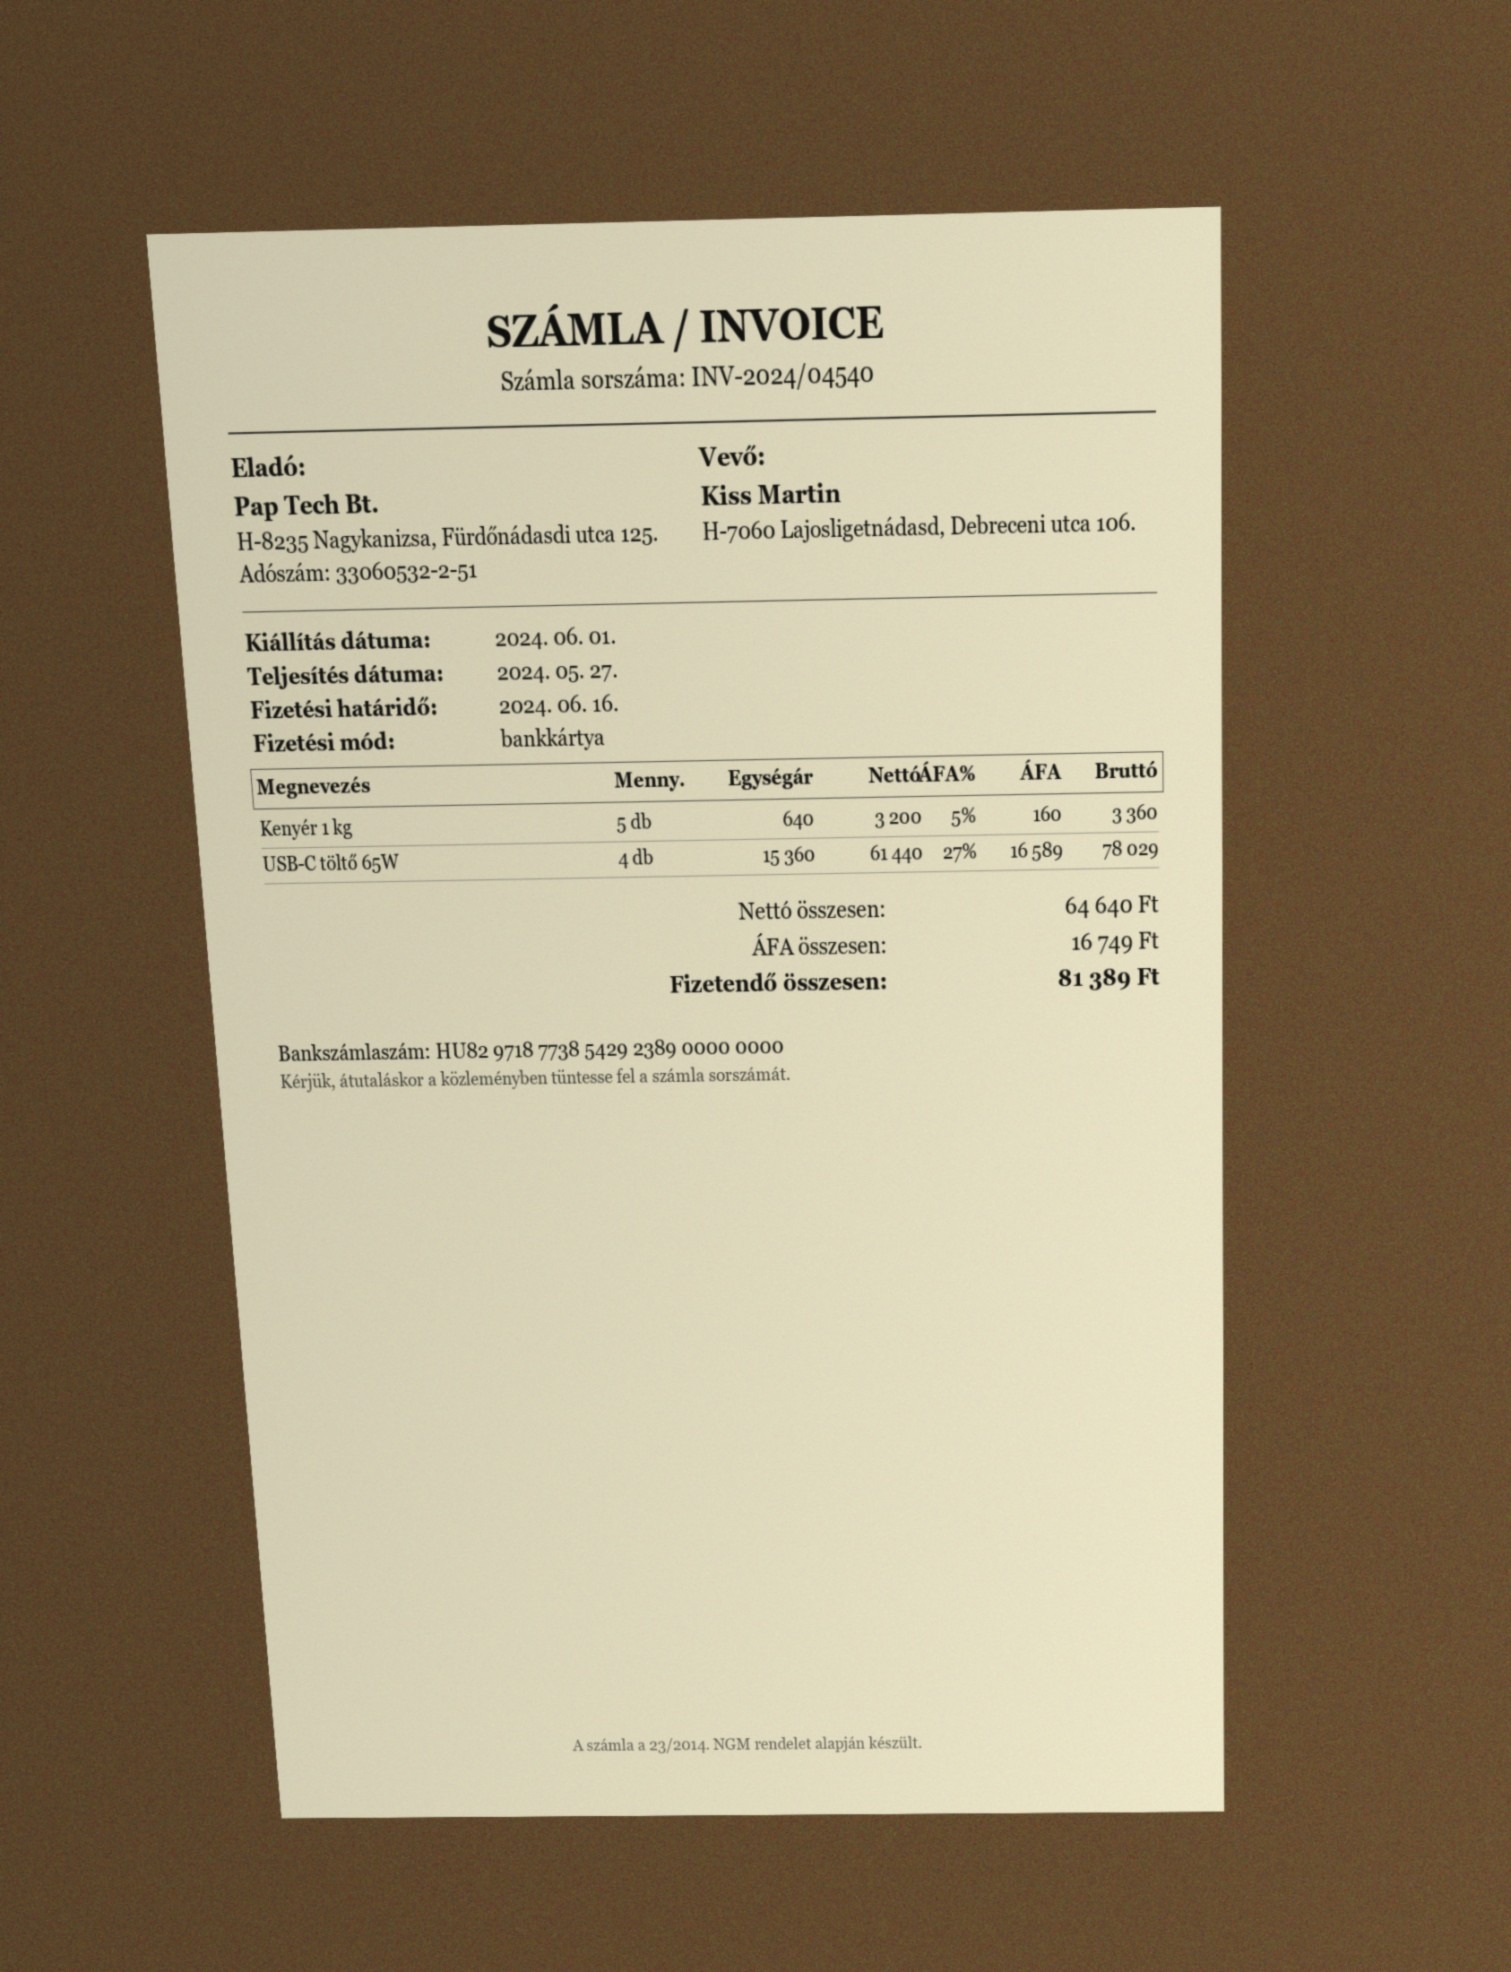 SZÁMLA / INVOICE
Számla sorszáma: INV-2024/04540
Eladó:
Pap Tech Bt.
H-8235 Nagykanizsa, Fürdőnádasdi utca 125.
Adószám: 33060532-2-51
Vevő:
Kiss Martin
H-7060 Lajosligetnádasd, Debreceni utca 106.
Kiállítás dátuma: 2024. 06. 01.
Teljesítés dátuma: 2024. 05. 27.
Fizetési határidő: 2024. 06. 16.
Fizetési mód: bankkártya
Megnevezés Menny. Egységár Nettó ÁFA% ÁFA Bruttó
Kenyér 1 kg 5 db 640 3 200 5% 160 3 360
USB-C töltő 65W 4 db 15 360 61 440 27% 16 589 78 029
Nettó összesen: 64 640 Ft
ÁFA összesen: 16 749 Ft
Fizetendő összesen: 81 389 Ft
Bankszámlaszám: HU82 9718 7738 5429 2389 0000 0000
Kérjük, átutaláskor a közleményben tüntesse fel a számla sorszámát.
A számla a 23/2014. NGM rendelet alapján készült.